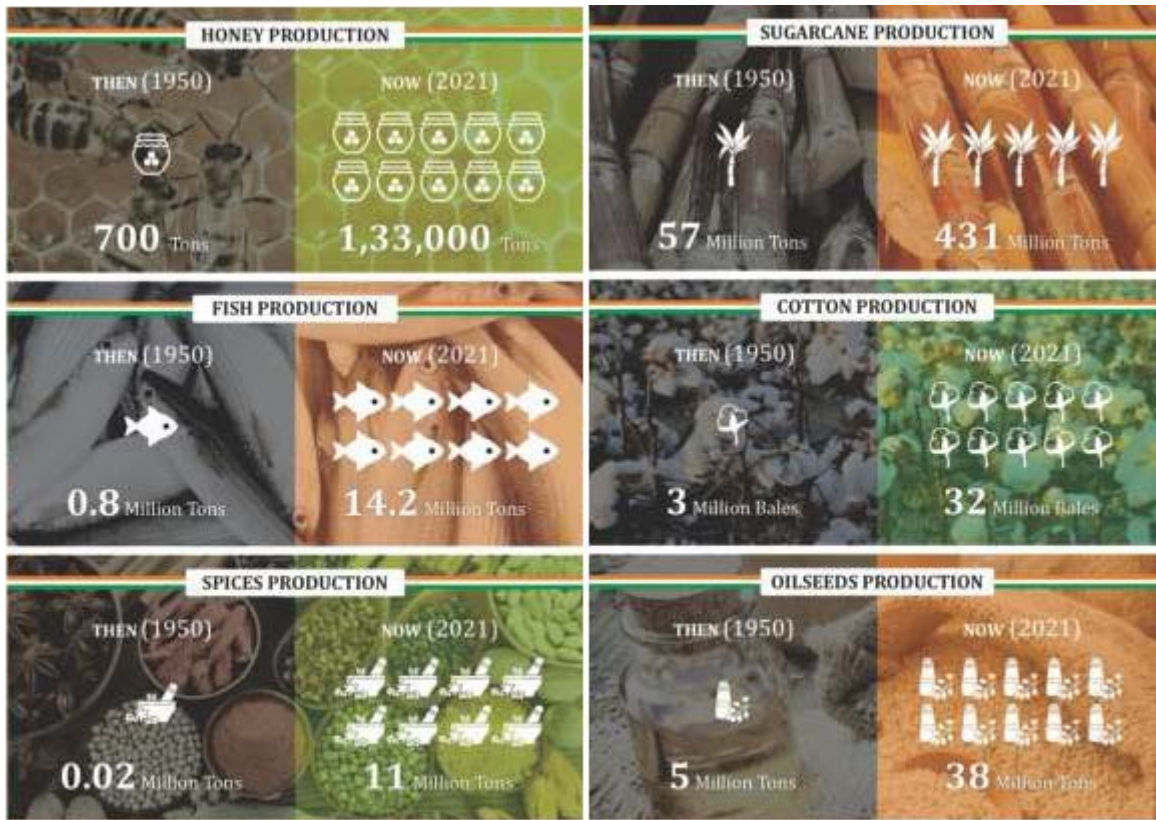 HONEY PRODUCTION
THEN (1950)
NOW (2021)
700 Tons
1,33,000 Tons
SUGARCANE PRODUCTION
THEN (1950)
NOW (2021)
57 Million Tons
431 Million Tons
FISH PRODUCTION
THEN (1950)
NOW (2021)
0.8 Million Tons
14.2 Million Tons
COTTON PRODUCTION
THEN (1950)
NOW (2021)
3 Million Bales
32 Million Bales
SPICES PRODUCTION
THEN (1950)
NOW (2021)
0.02 Million Tons
11 Million Tons
OILSEEDS PRODUCTION
THEN (1950)
NOW (2021)
5 Million Tons
38 Million Tons